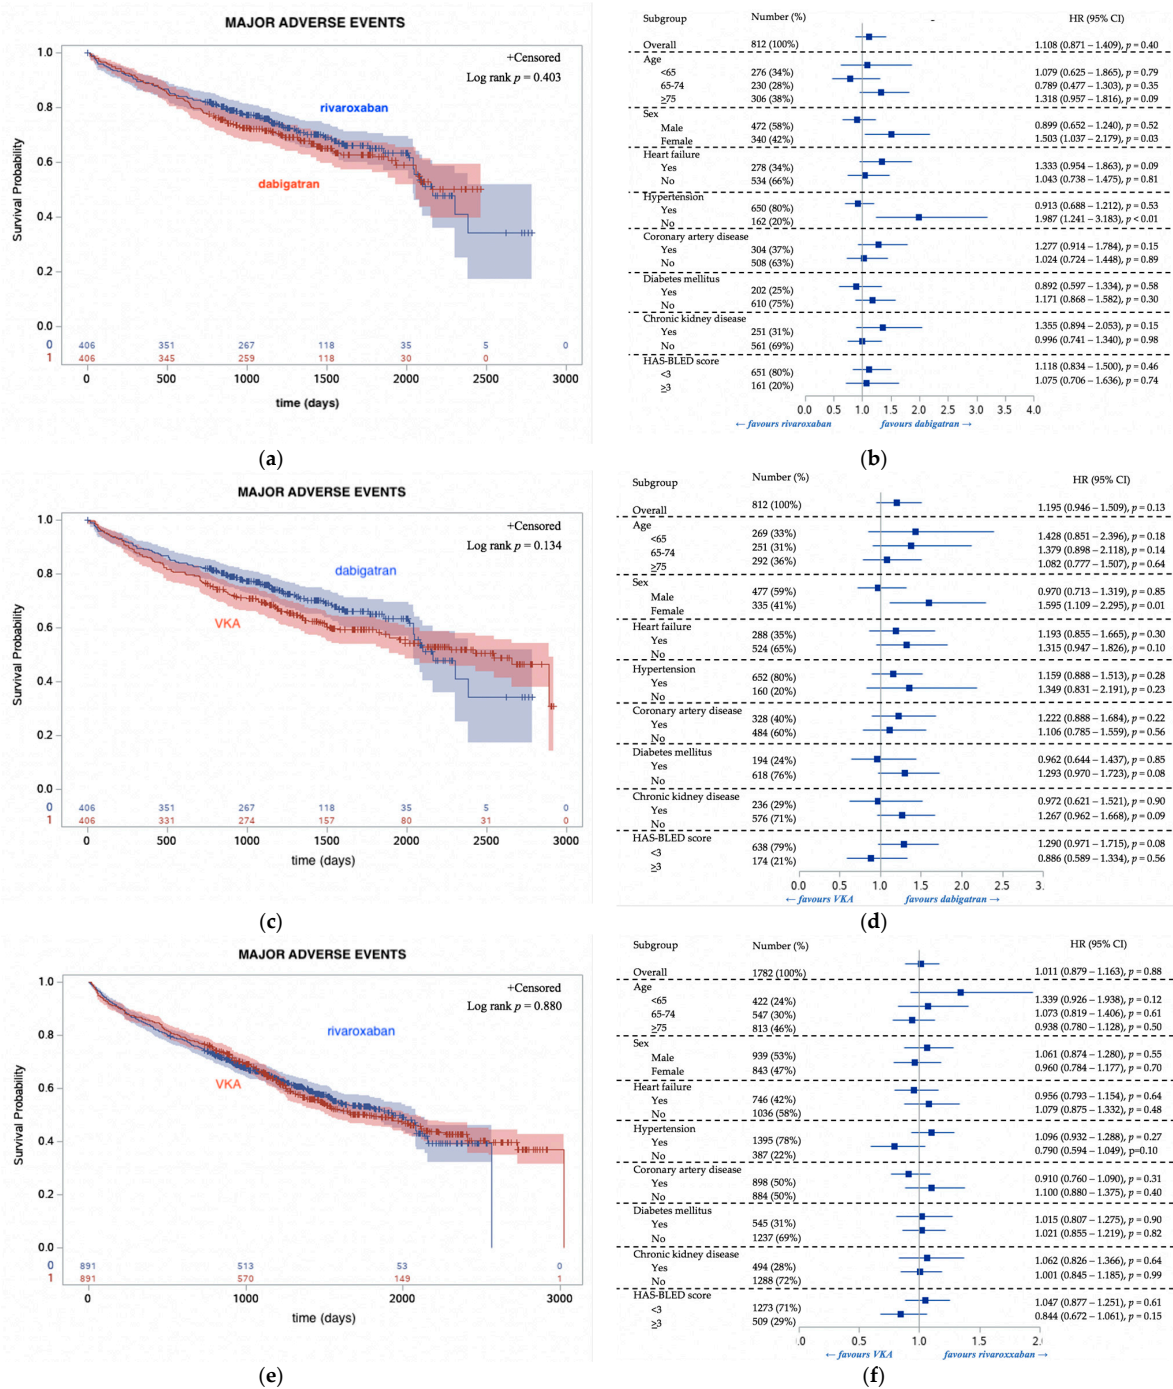 MAJOR ADVERSE EVENTS
+Censored
Log rank p = 0.403
rivaroxaban
dabigatran
Survival Probability
1.0
0.8
0.6
0.4
0.2
0.0
0 406 351 267 118 35 5 0
1 406 345 259 118 30 0
0 500 1000 1500 2000 2500 3000
time (days)
(a)
Subgroup Number (%) - HR (95% CI)
Overall 812 (100%) 1.108 (0.871 – 1.409), p = 0.40
Age
<65 276 (34%) 1.079 (0.625 – 1.865), p = 0.79
65-74 230 (28%) 0.789 (0.477 – 1.303), p = 0.35
≥75 306 (38%) 1.318 (0.957 – 1.816), p = 0.09
Sex
Male 472 (58%) 0.899 (0.652 – 1.240), p = 0.52
Female 340 (42%) 1.503 (1.037 – 2.179), p = 0.03
Heart failure
Yes 278 (34%) 1.333 (0.954 – 1.863), p = 0.09
No 534 (66%) 1.043 (0.738 – 1.475), p = 0.81
Hypertension
Yes 650 (80%) 0.913 (0.688 – 1.212), p = 0.53
No 162 (20%) 1.987 (1.241 – 3.183), p < 0.01
Coronary artery disease
Yes 304 (37%) 1.277 (0.914 – 1.784), p = 0.15
No 508 (63%) 1.024 (0.724 – 1.448), p = 0.89
Diabetes mellitus
Yes 202 (25%) 0.892 (0.597 – 1.334), p = 0.58
No 610 (75%) 1.171 (0.868 – 1.582), p = 0.30
Chronic kidney disease
Yes 251 (31%) 1.355 (0.894 – 2.053), p = 0.15
No 561 (69%) 0.996 (0.741 – 1.340), p = 0.98
HAS-BLED score
<3 651 (80%) 1.118 (0.834 – 1.500), p = 0.46
≥3 161 (20%) 1.075 (0.706 – 1.636), p = 0.74
0.0 0.5 1.0 1.5 2.0 2.5 3.0 3.5 4.0
← favours rivaroxaban favours dabigatran →
(b)
MAJOR ADVERSE EVENTS
+Censored
Log rank p = 0.134
dabigatran
VKA
Survival Probability
1.0
0.8
0.6
0.4
0.2
0.0
0 406 351 267 118 35 5 0
1 406 331 274 157 80 31 0
0 500 1000 1500 2000 2500 3000
time (days)
(c)
Subgroup Number (%) HR (95% CI)
Overall 812 (100%) 1.195 (0.946 – 1.509), p = 0.13
Age
<65 269 (33%) 1.428 (0.851 – 2.396), p = 0.18
65-74 251 (31%) 1.379 (0.898 – 2.118), p = 0.14
≥75 292 (36%) 1.082 (0.777 – 1.507), p = 0.64
Sex
Male 477 (59%) 0.970 (0.713 – 1.319), p = 0.85
Female 335 (41%) 1.595 (1.109 – 2.295), p = 0.01
Heart failure
Yes 288 (35%) 1.193 (0.855 – 1.665), p = 0.30
No 524 (65%) 1.315 (0.947 – 1.826), p = 0.10
Hypertension
Yes 652 (80%) 1.159 (0.888 – 1.513), p = 0.28
No 160 (20%) 1.349 (0.831 – 2.191), p = 0.23
Coronary artery disease
Yes 328 (40%) 1.222 (0.888 – 1.684), p = 0.22
No 484 (60%) 1.106 (0.785 – 1.559), p = 0.56
Diabetes mellitus
Yes 194 (24%) 0.962 (0.644 – 1.437), p = 0.85
No 618 (76%) 1.293 (0.970 – 1.723), p = 0.08
Chronic kidney disease
Yes 236 (29%) 0.972 (0.621 – 1.521), p = 0.90
No 576 (71%) 1.267 (0.962 – 1.668), p = 0.09
HAS-BLED score
<3 638 (79%) 1.290 (0.971 – 1.715), p = 0.08
≥3 174 (21%) 0.886 (0.589 – 1.334), p = 0.56
0.0 0.5 1.0 1.5 2.0 2.5 3.
← favours VKA favours dabigatran →
(d)
MAJOR ADVERSE EVENTS
+Censored
Log rank p = 0.880
rivaroxaban
VKA
Survival Probability
1.0
0.8
0.6
0.4
0.2
0.0
0 891 513 53 0
1 891 570 149 1
0 1000 2000 3000
time (days)
(e)
Subgroup Number (%) HR (95% CI)
Overall 1782 (100%) 1.011 (0.879 – 1.163), p = 0.88
Age
<65 422 (24%) 1.339 (0.926 – 1.938), p = 0.12
65-74 547 (30%) 1.073 (0.819 – 1.406), p = 0.61
≥75 813 (46%) 0.938 (0.780 – 1.128), p = 0.50
Sex
Male 939 (53%) 1.061 (0.874 – 1.280), p = 0.55
Female 843 (47%) 0.960 (0.784 – 1.177), p = 0.70
Heart failure
Yes 746 (42%) 0.956 (0.793 – 1.154), p = 0.64
No 1036 (58%) 1.079 (0.875 – 1.332), p = 0.48
Hypertension
Yes 1395 (78%) 1.096 (0.932 – 1.288), p = 0.27
No 387 (22%) 0.790 (0.594 – 1.049), p=0.10
Coronary artery disease
Yes 898 (50%) 0.910 (0.760 – 1.090), p = 0.31
No 884 (50%) 1.100 (0.880 – 1.375), p = 0.40
Diabetes mellitus
Yes 545 (31%) 1.015 (0.807 – 1.275), p = 0.90
No 1237 (69%) 1.021 (0.855 – 1.219), p = 0.82
Chronic kidney disease
Yes 494 (28%) 1.062 (0.826 – 1.366), p = 0.64
No 1288 (72%) 1.001 (0.845 – 1.185), p = 0.99
HAS-BLED score
<3 1273 (71%) 1.047 (0.877 – 1.251), p = 0.61
≥3 509 (29%) 0.844 (0.672 – 1.061), p = 0.15
0.0 0.5 1.0 1.5 2.0
← favours VKA favours rivaroxxaban →
(f)